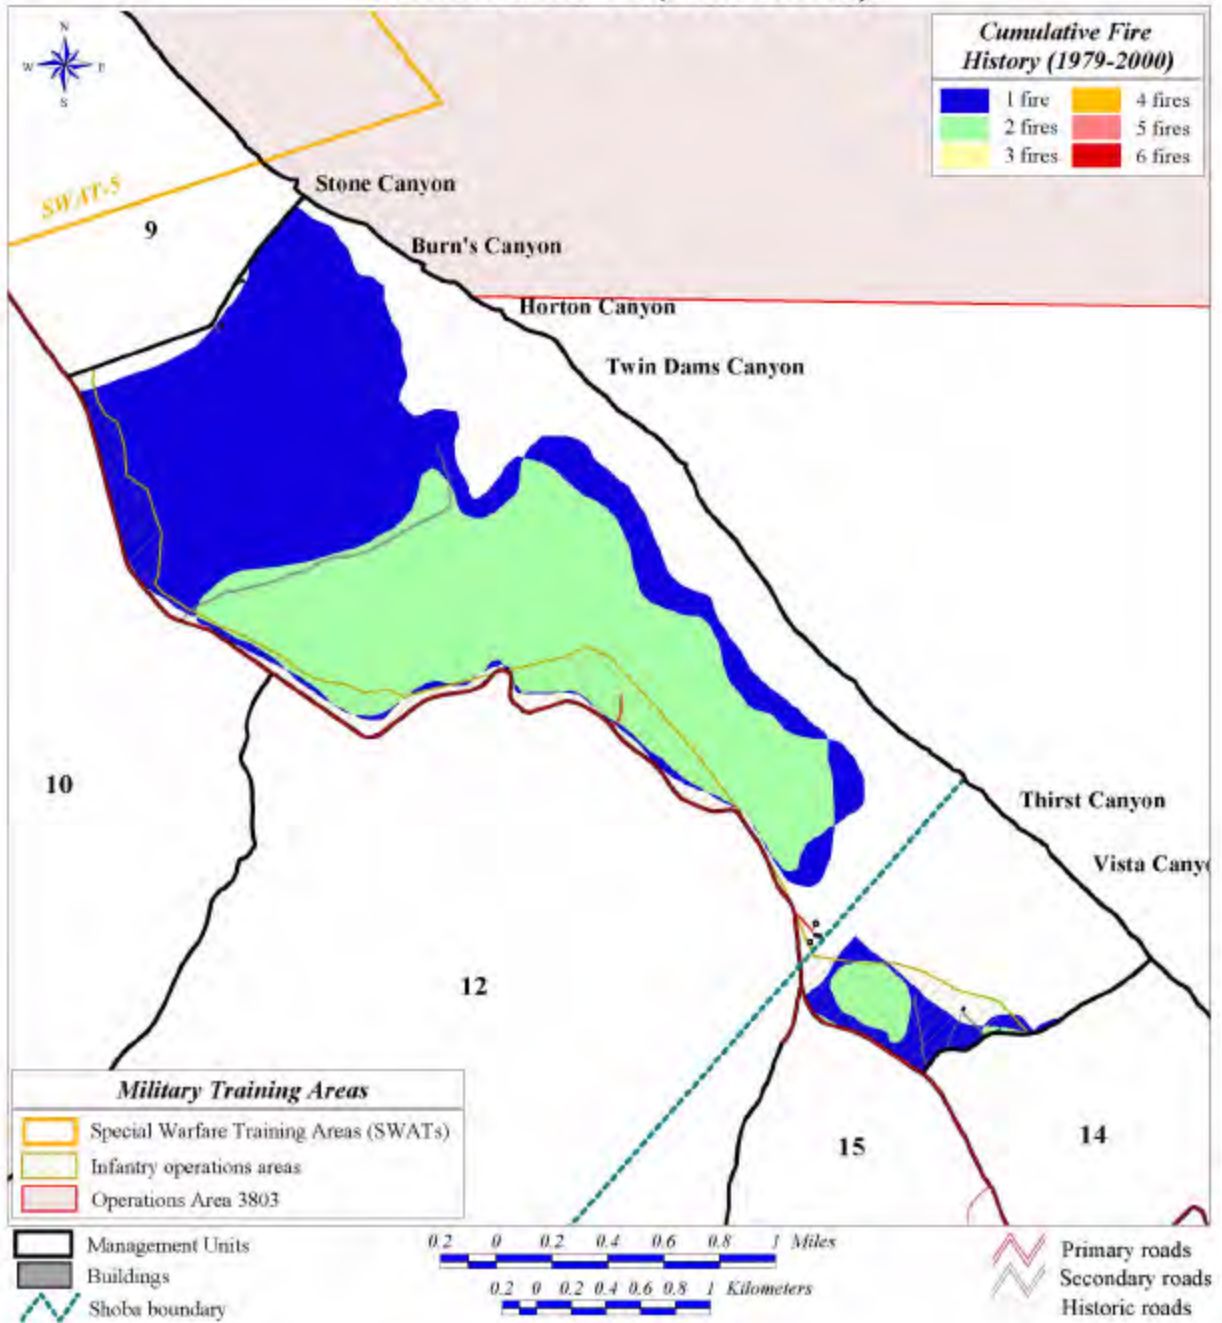 N
W E
S
Cumulative Fire
History (1979-2000)
1 fire 4 fires
2 fires 5 fires
3 fires 6 fires
SWAT-5
9
Stone Canyon
Burn's Canyon
Horton Canyon
Twin Dams Canyon
10
Thirst Canyon
Vista Canyo
12
15
14
Military Training Areas
Special Warfare Training Areas (SWATs)
Infantry operations areas
Operations Area 3803
Management Units
Buildings
Shoba boundary
0.2 0 0.2 0.4 0.6 0.8 1 Miles
0.2 0 0.2 0.4 0.6 0.8 1 Kilometers
Primary roads
Secondary roads
Historic roads